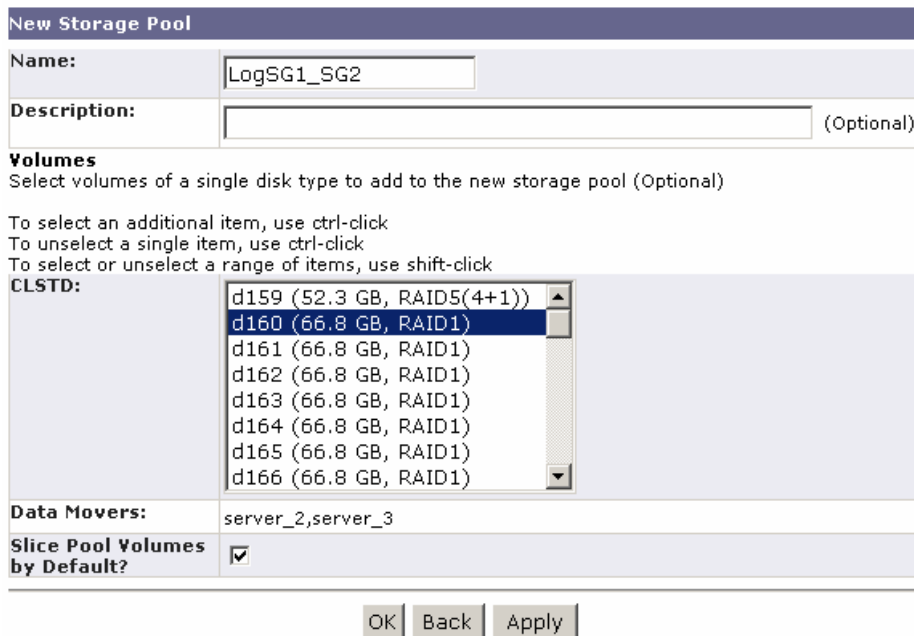 New Storage Pool
Name:
LogSG1_SG2
Description:
(Optional)
Volumes
Select volumes of a single disk type to add to the new storage pool (Optional)
To select an additional item, use ctrl-click
To unselect a single item, use ctrl-click
To select or unselect a range of items, use shift-click
CLSTD:
d159 (52.3 GB, RAID5(4+1))
d160 (66.8 GB, RAID1)
d161 (66.8 GB, RAID1)
d162 (66.8 GB, RAID1)
d163 (66.8 GB, RAID1)
d164 (66.8 GB, RAID1)
d165 (66.8 GB, RAID1)
d166 (66.8 GB, RAID1)
Data Movers:
server_2,server_3
Slice Pool Volumes
by Default?
OK Back Apply